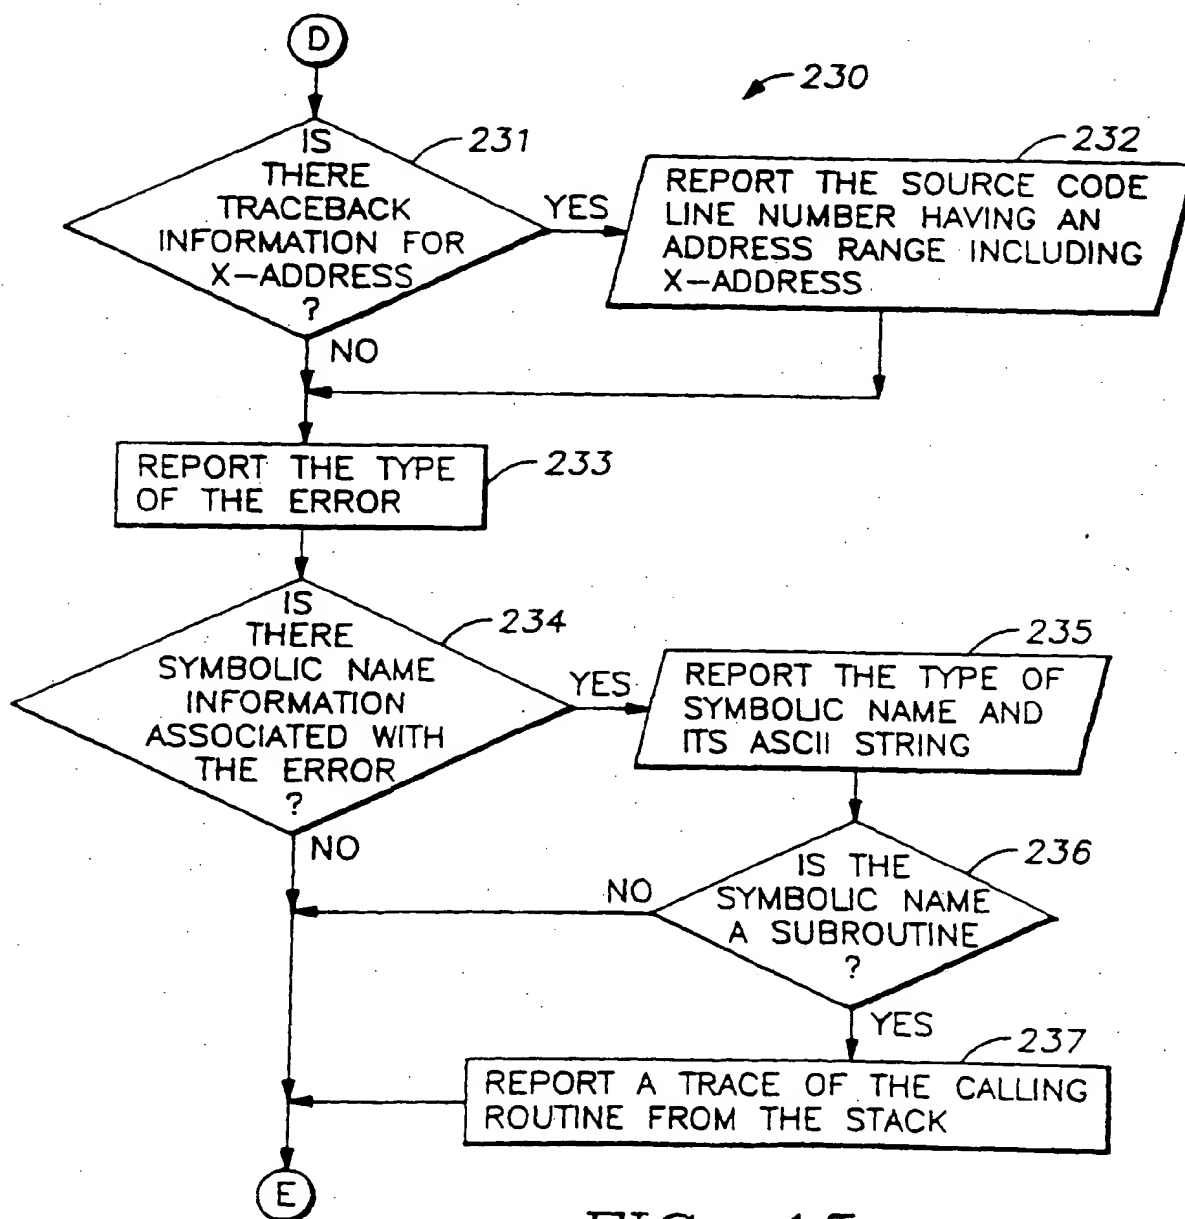 D
230
IS
THERE
TRACEBACK
INFORMATION FOR
X-ADDRESS
?
231
YES
232
REPORT THE SOURCE CODE
LINE NUMBER HAVING AN
ADDRESS RANGE INCLUDING
X-ADDRESS
NO
REPORT THE TYPE
OF THE ERROR
233
IS
THERE
SYMBOLIC NAME
INFORMATION
ASSOCIATED WITH
THE ERROR
?
234
YES
235
REPORT THE TYPE OF
SYMBOLIC NAME AND
ITS ASCII STRING
NO
236
IS THE
SYMBOLIC NAME
A SUBROUTINE
?
NO
YES
237
REPORT A TRACE OF THE CALLING
ROUTINE FROM THE STACK
E